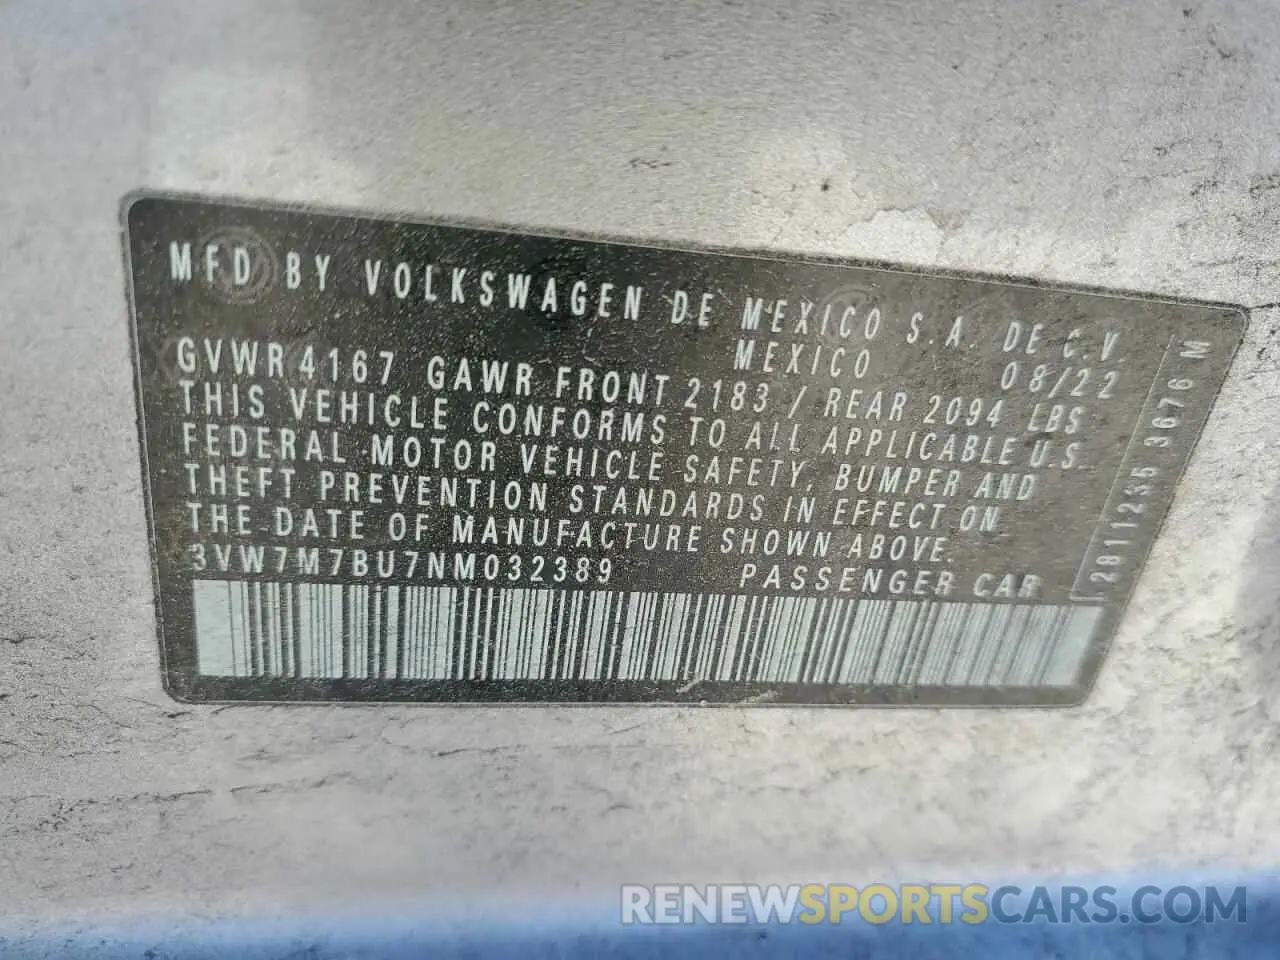 MFD BY VOLKSWAGEN DE MEXICO S.A. DE C.V.
MEXICO 08/22
GVWR 4167 GAWR FRONT 2183 / REAR 2094 LBS
THIS VEHICLE CONFORMS TO ALL APPLICABLE U.S.
FEDERAL MOTOR VEHICLE SAFETY, BUMPER AND
THEFT PREVENTION STANDARDS IN EFFECT ON
THE DATE OF MANUFACTURE SHOWN ABOVE.
3VW7M7BU7NM032389 PASSENGER CAR
2811235 3676 M
RENEWSPORTSCARS.COM